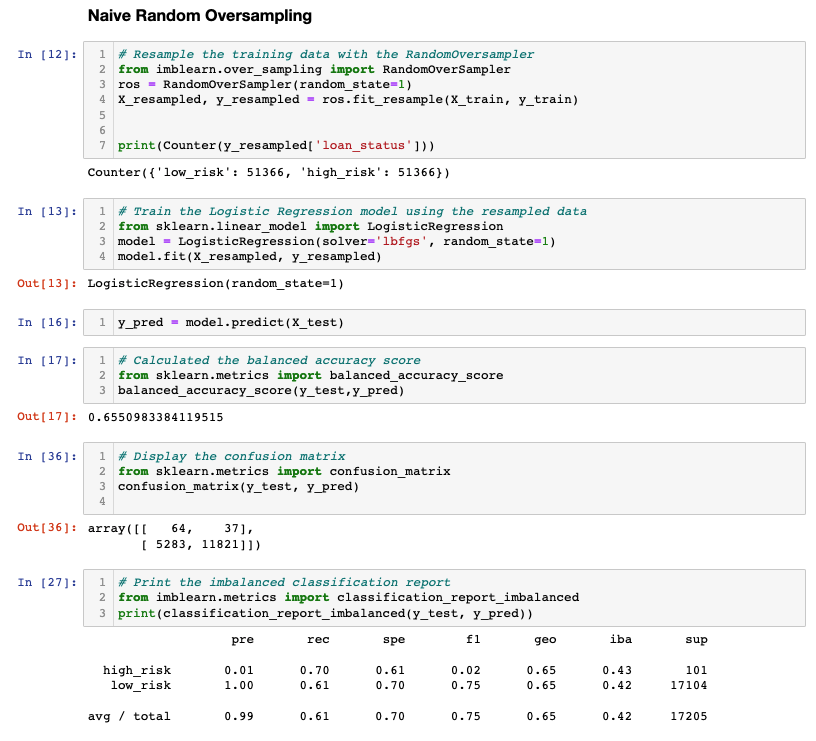 Naive Random Oversampling
In [12]:
1 # Resample the training data with the RandomOversampler
2 from imblearn.over_sampling import RandomOverSampler
3 ros = RandomOverSampler(random_state=1)
4 X_resampled, y_resampled = ros.fit_resample(X_train, y_train)
5
6
7 print(Counter(y_resampled['loan_status']))
Counter({'low_risk': 51366, 'high_risk': 51366})
In [13]:
1 # Train the Logistic Regression model using the resampled data
2 from sklearn.linear_model import LogisticRegression
3 model = LogisticRegression(solver='lbfgs', random_state=1)
4 model.fit(X_resampled, y_resampled)
Out[13]: LogisticRegression(random_state=1)
In [16]:
1 y_pred = model.predict(X_test)
In [17]:
1 # Calculated the balanced accuracy score
2 from sklearn.metrics import balanced_accuracy_score
3 balanced_accuracy_score(y_test,y_pred)
Out[17]: 0.6550983384119515
In [36]:
1 # Display the confusion matrix
2 from sklearn.metrics import confusion_matrix
3 confusion_matrix(y_test, y_pred)
4
Out[36]: array([[   64,    37],
       [ 5283, 11821]])
In [27]:
1 # Print the imbalanced classification report
2 from imblearn.metrics import classification_report_imbalanced
3 print(classification_report_imbalanced(y_test, y_pred))
pre rec spe f1 geo iba sup
high_risk 0.01 0.70 0.61 0.02 0.65 0.43 101
low_risk 1.00 0.61 0.70 0.75 0.65 0.42 17104
avg / total 0.99 0.61 0.70 0.75 0.65 0.42 17205